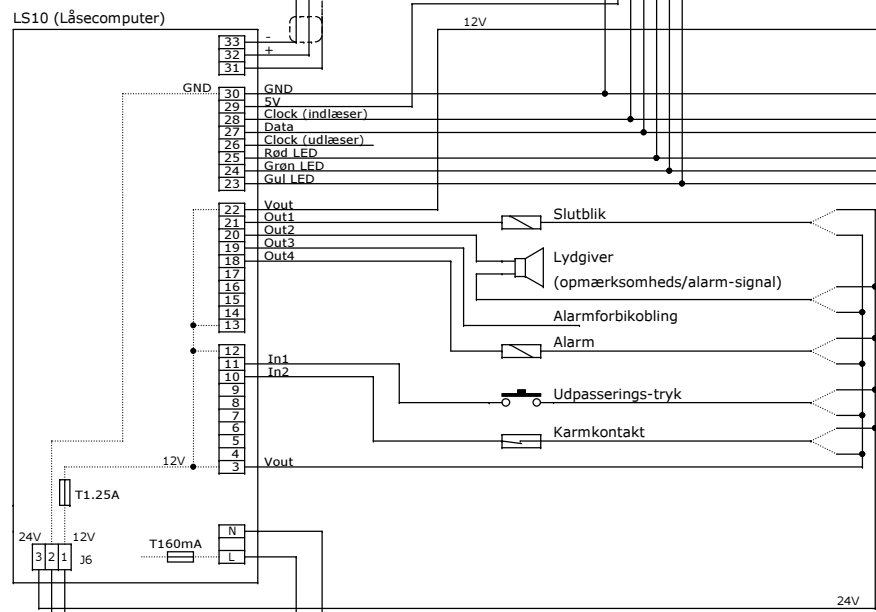 LS10 (Låsecomputer)
12V
33 -
32 +
31
GND 30 GND
29 5V
28 Clock (indlæser)
27 Data
26 Clock (udlæser)
25 Rød LED
24 Grøn LED
23 Gul LED
22 Vout
21 Out1 Slutblik
20 Out2
19 Out3 Lydgiver
18 Out4
17 (opmærksomheds/alarm-signal)
16
15
14 Alarmforbikobling
13
Alarm
12
11 In1
10 In2
9 Udpasserings-tryk
8
7
6 Karmkontakt
5
4
12V 3 Vout
T1.25A
24V 12V T160mA N
3 2 1 J6 L
24V